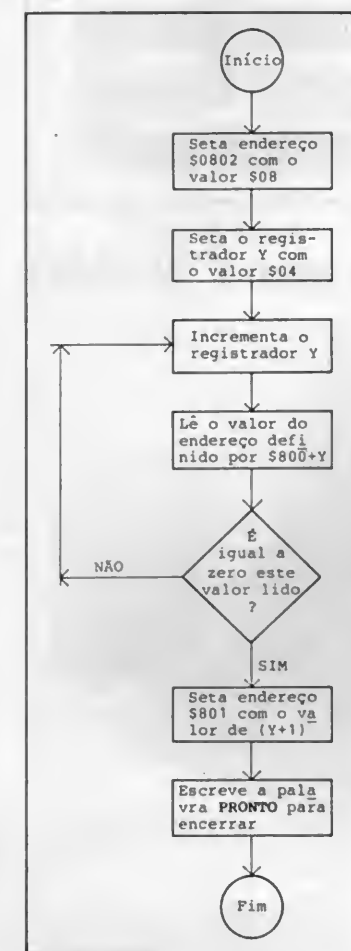 Início
Seta endereço
$0802 com o
valor $08
Seta o regis-
trador Y com
o valor $04
Incrementa o
registrador Y
Lê o valor do
endereço defi
nido por $800+Y
É
igual a
zero este
valor lido
?
NÃO
SIM
Seta endereço
$801 com o va
lor de (Y+1)
Escreve a pala
vra PRONTO para
encerrar
Fim